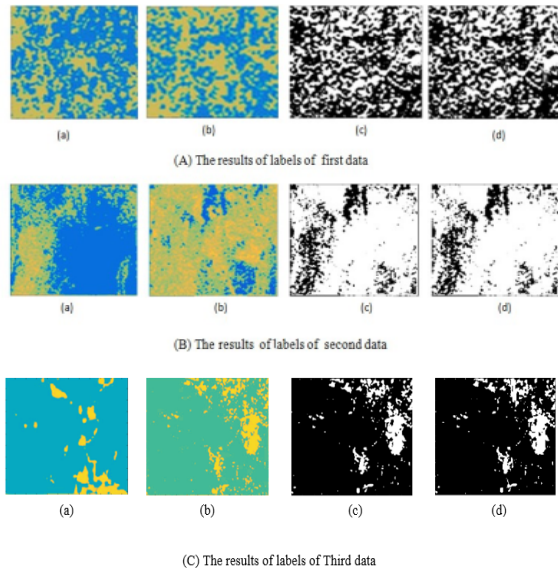 (a) (b) (c) (d)
(A) The results of labels of first data
(a) (b) (c) (d)
(B) The results of labels of second data
(a) (b) (c) (d)
(C) The results of labels of Third data